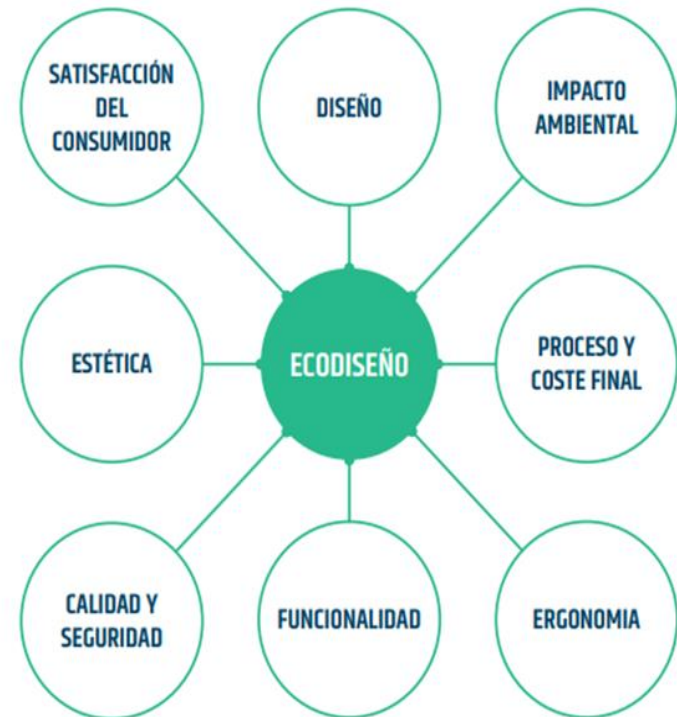 SATISFACCIÓN
DEL
CONSUMIDOR
DISEÑO
IMPACTO
AMBIENTAL
ESTÉTICA
ECODISEÑO
PROCESO Y
COSTE FINAL
CALIDAD Y
SEGURIDAD
FUNCIONALIDAD
ERGONOMIA